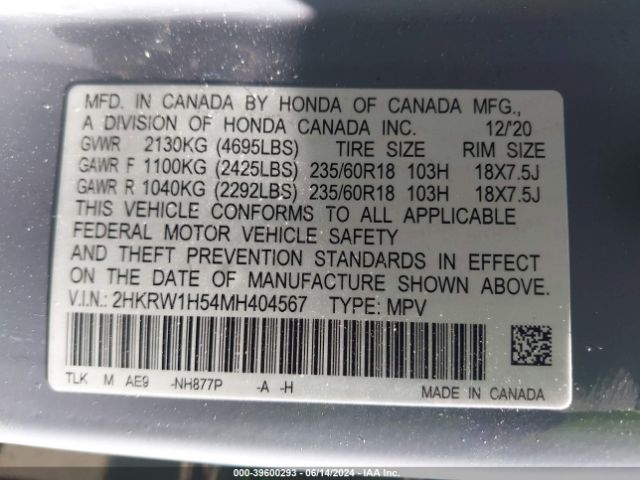 MFD. IN CANADA BY HONDA OF CANADA MFG.,
A DIVISION OF HONDA CANADA INC. 12/'20
GVWR 2130KG (4695LBS) TIRE SIZE RIM SIZE
GAWR F 1100KG (2425LBS) 235/60R18 103H 18X7.5J
GAWR R 1040KG (2292LBS) 235/60R18 103H 18X7.5J
THIS VEHICLE CONFORMS TO ALL APPLICABLE
FEDERAL MOTOR VEHICLE SAFETY
AND THEFT PREVENTION STANDARDS IN EFFECT
ON THE DATE OF MANUFACTURE SHOWN ABOVE.
V.I.N.: 2HKRW1H54MH404567 TYPE: MPV
TLK M AE9 -NH877P -A -H
MADE IN CANADA
000-39600293 - 06/14/2024 - IAA Inc.